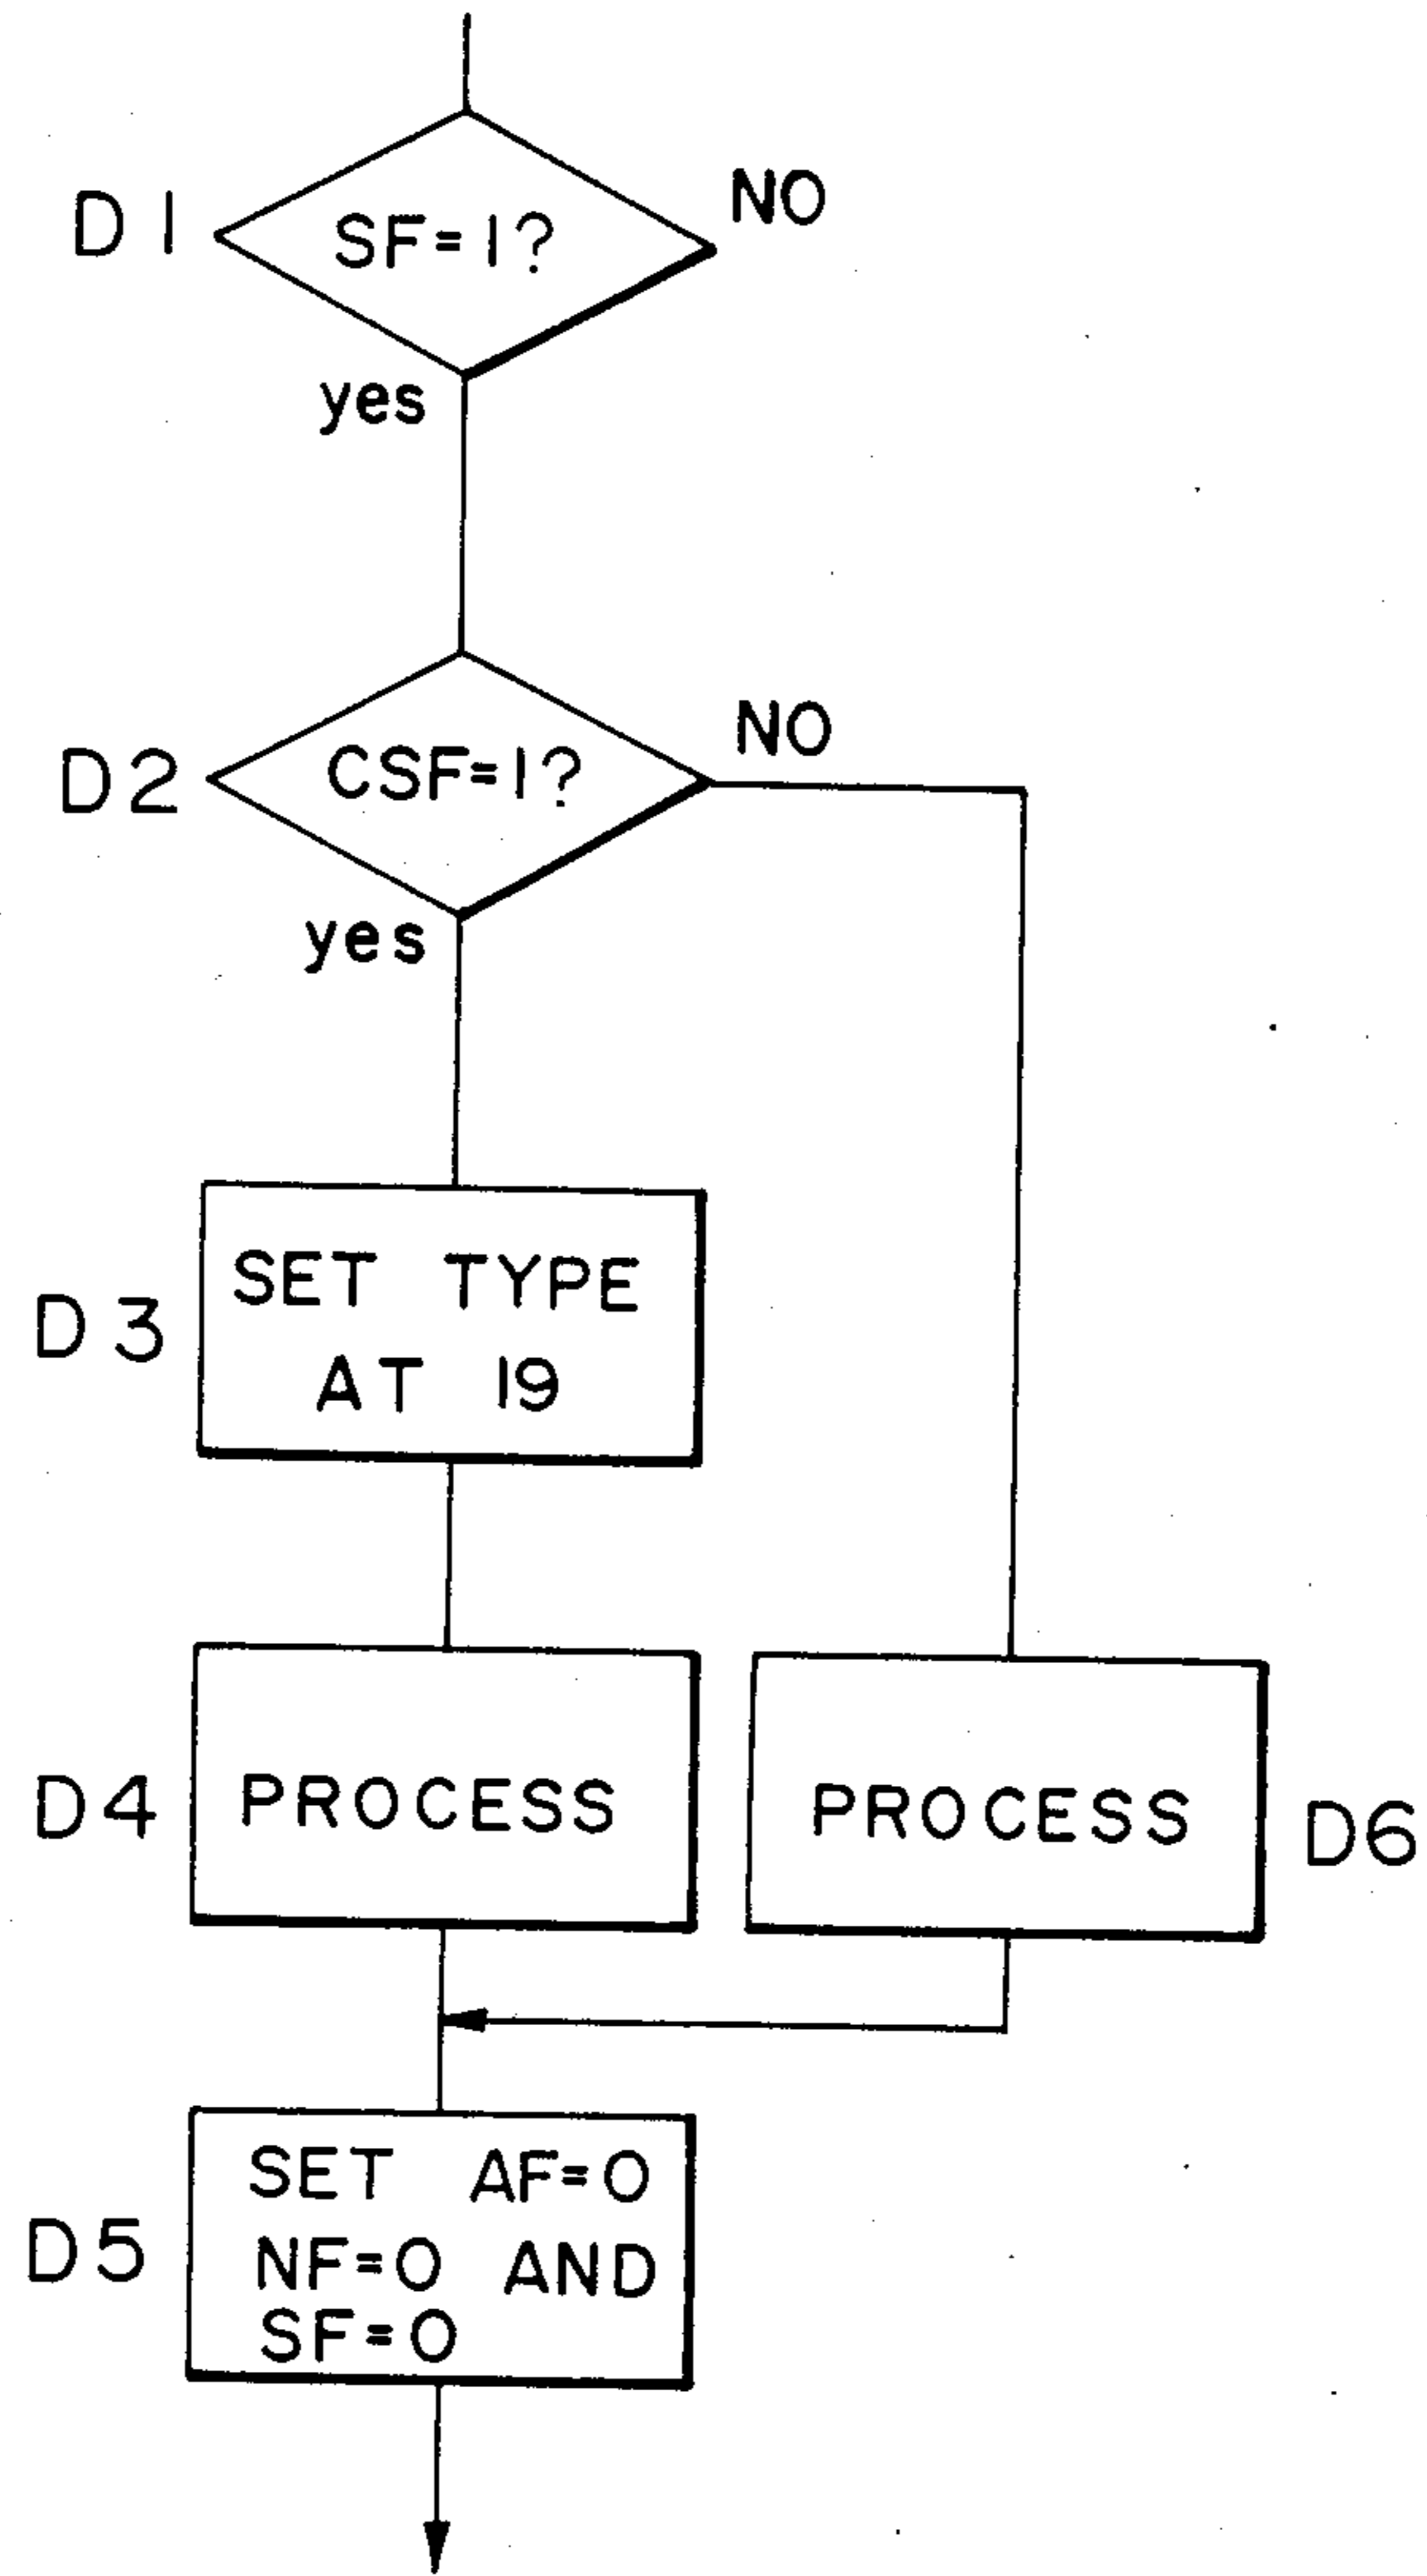 D1
SF=1?
NO
yes
D2
CSF=1?
NO
yes
D3
SET TYPE
AT 19
D4
PROCESS
PROCESS
D6
D5
SET AF=0
NF=0 AND
SF=0